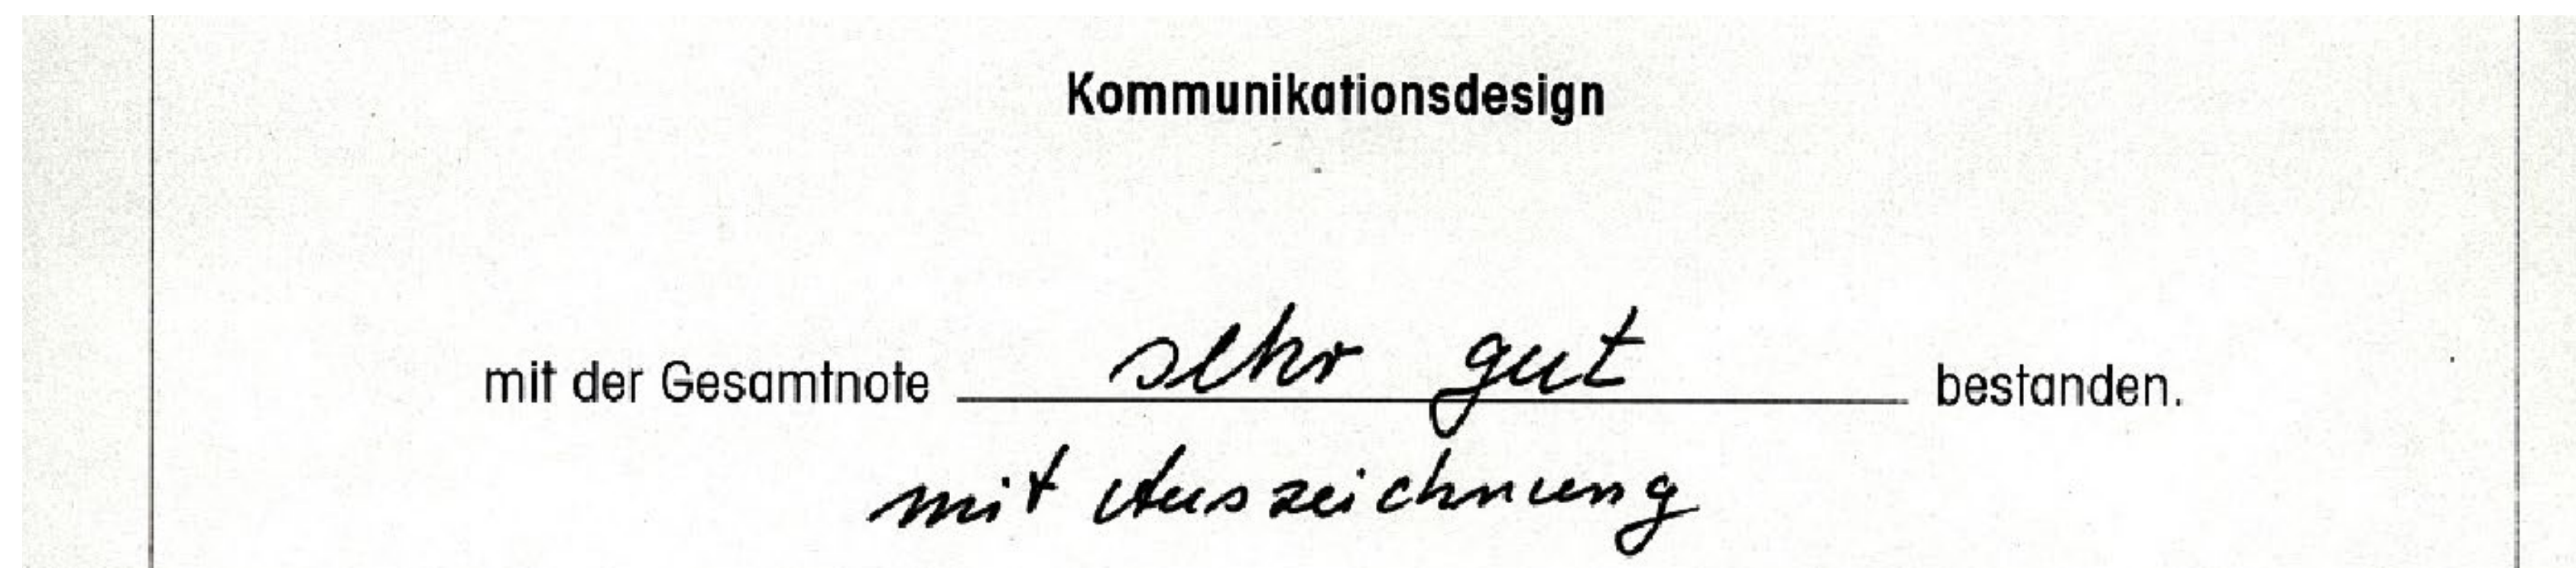 Kommunikationsdesign
mit der Gesamtnote sehr gut bestanden.
mit Auszeichnung